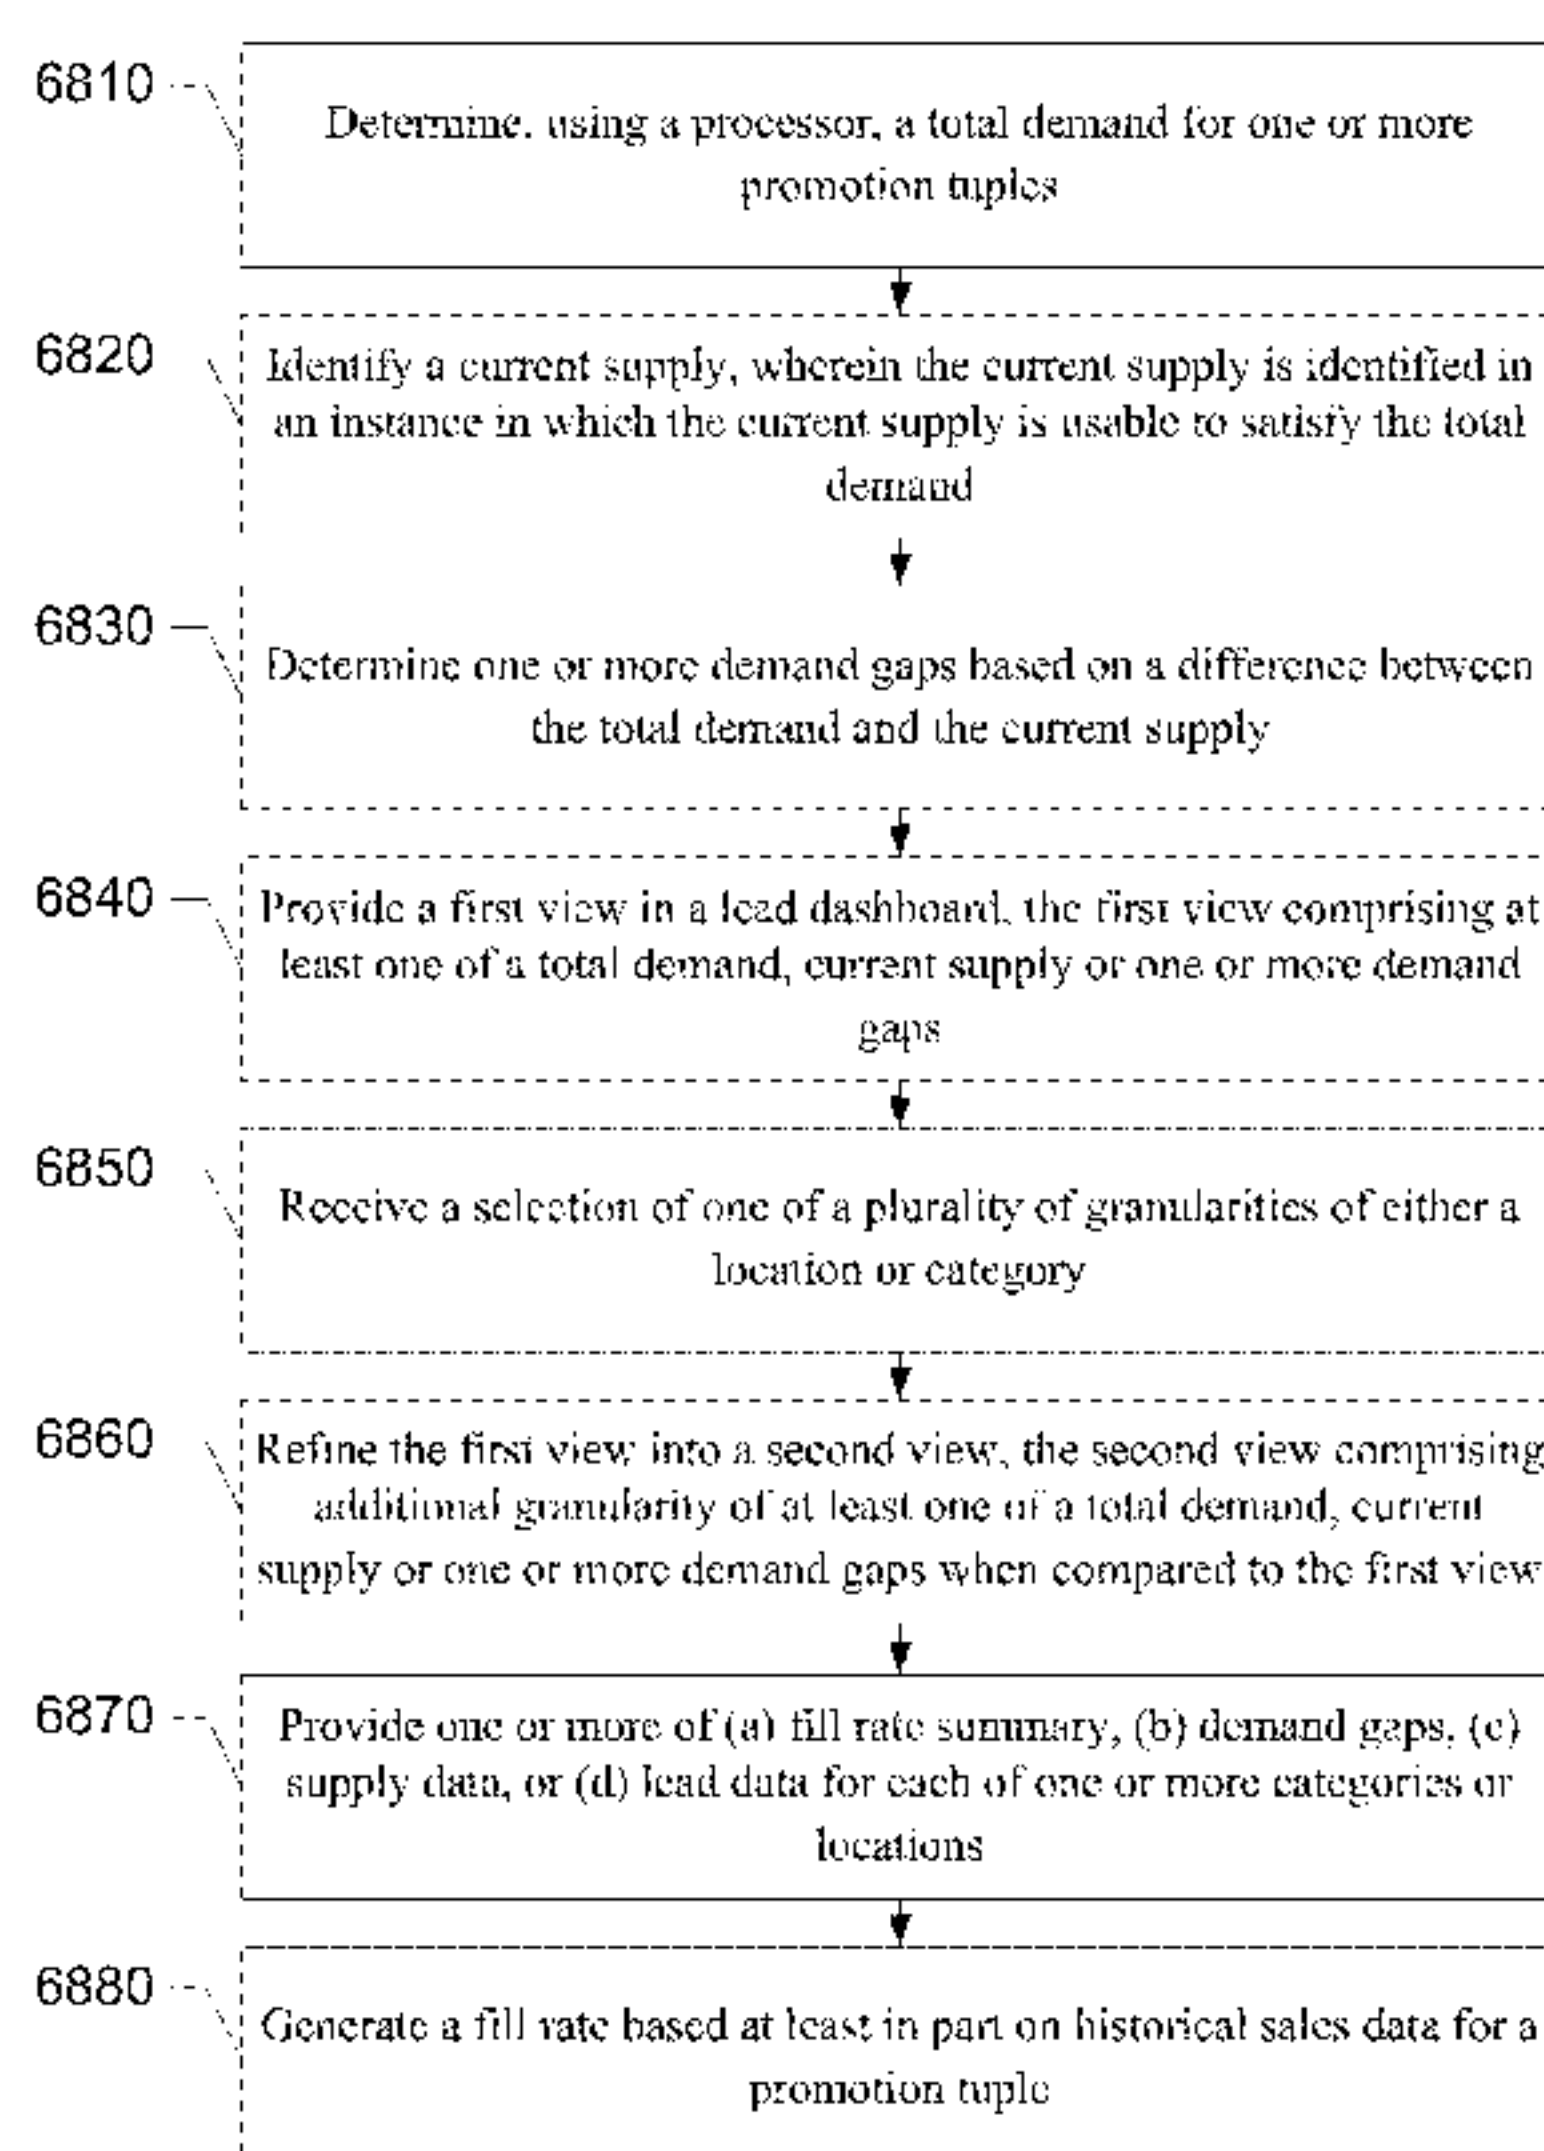 6810
Determine, using a processor, a total demand for one or more
promotion tuples
6820
Identify a current supply, wherein the current supply is identified in
an instance in which the current supply is usable to satisfy the total
demand
6830
Determine one or more demand gaps based on a difference between
the total demand and the current supply
6840
Provide a first view in a lead dashboard, the first view comprising at
least one of a total demand, current supply or one or more demand
gaps
6850
Receive a selection of one of a plurality of granularities of either a
location or category
6860
Refine the first view into a second view, the second view comprising
additional granularity of at least one of a total demand, current
supply or one or more demand gaps when compared to the first view
6870
Provide one or more of (a) fill rate summary, (b) demand gaps, (c)
supply data, or (d) lead data for each of one or more categories or
locations
6880
Generate a fill rate based at least in part on historical sales data for a
promotion tuple